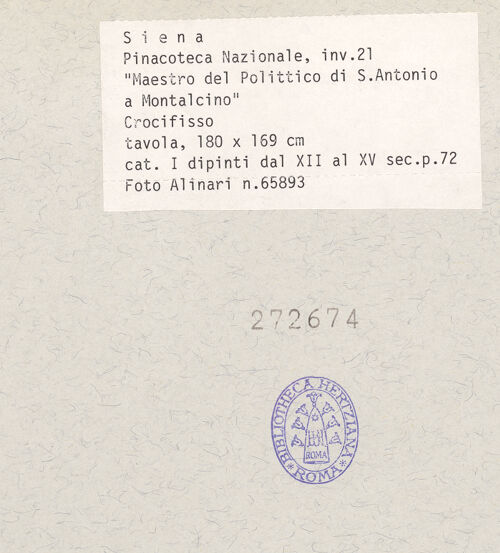 S i e n a
Pinacoteca Nazionale, inv.21
"Maestro del Polittico di S.Antonio
a Montalcino"
Crocifisso
tavola, 180 x 169 cm
cat. I dipinti dal XII al XV sec.p.72
Foto Alinari n.65893
272674
BIBLIOTHECA HERTZIANA
ROMA
* ROMA *